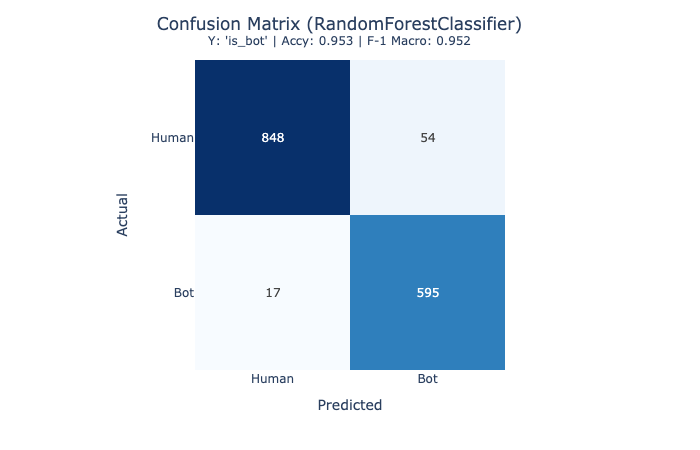 Confusion Matrix (RandomForestClassifier)
Y: 'is_bot' | Accy: 0.953 | F-1 Macro: 0.952
Human 848 54
Actual
Bot 17 595
Human Bot
Predicted